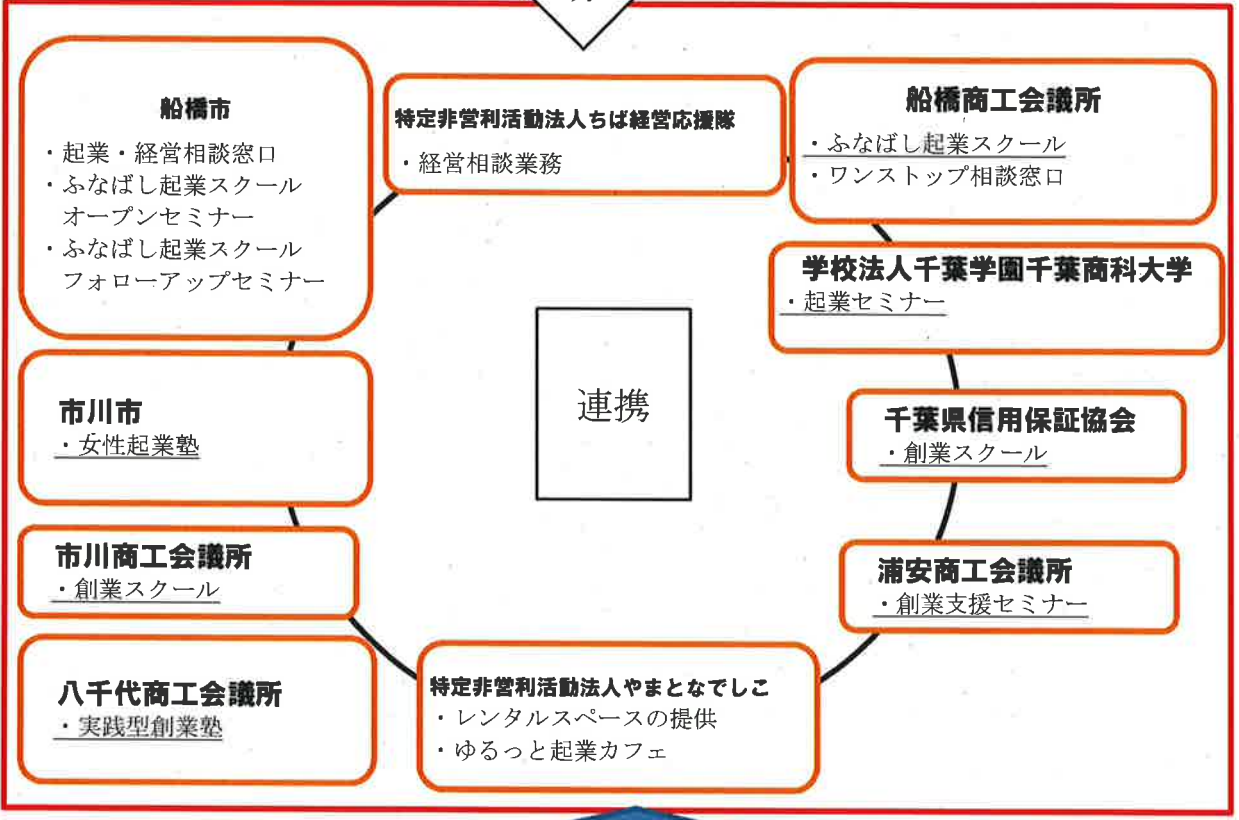 船橋市
・起業・経営相談窓口
・ふなばし起業スクール
オープンセミナー
・ふなばし起業スクール
フォローアップセミナー
特定非営利活動法人ちば経営応援隊
・経営相談業務
船橋商工会議所
・ふなばし起業スクール
・ワンストップ相談窓口
学校法人千葉学園千葉商科大学
・起業セミナー
連携
市川市
・女性起業塾
千葉県信用保証協会
・創業スクール
市川商工会議所
・創業スクール
浦安商工会議所
・創業支援セミナー
八千代商工会議所
・実践型創業塾
特定非営利活動法人やまとなでしこ
・レンタルスペースの提供
・ゆるっと起業カフェ